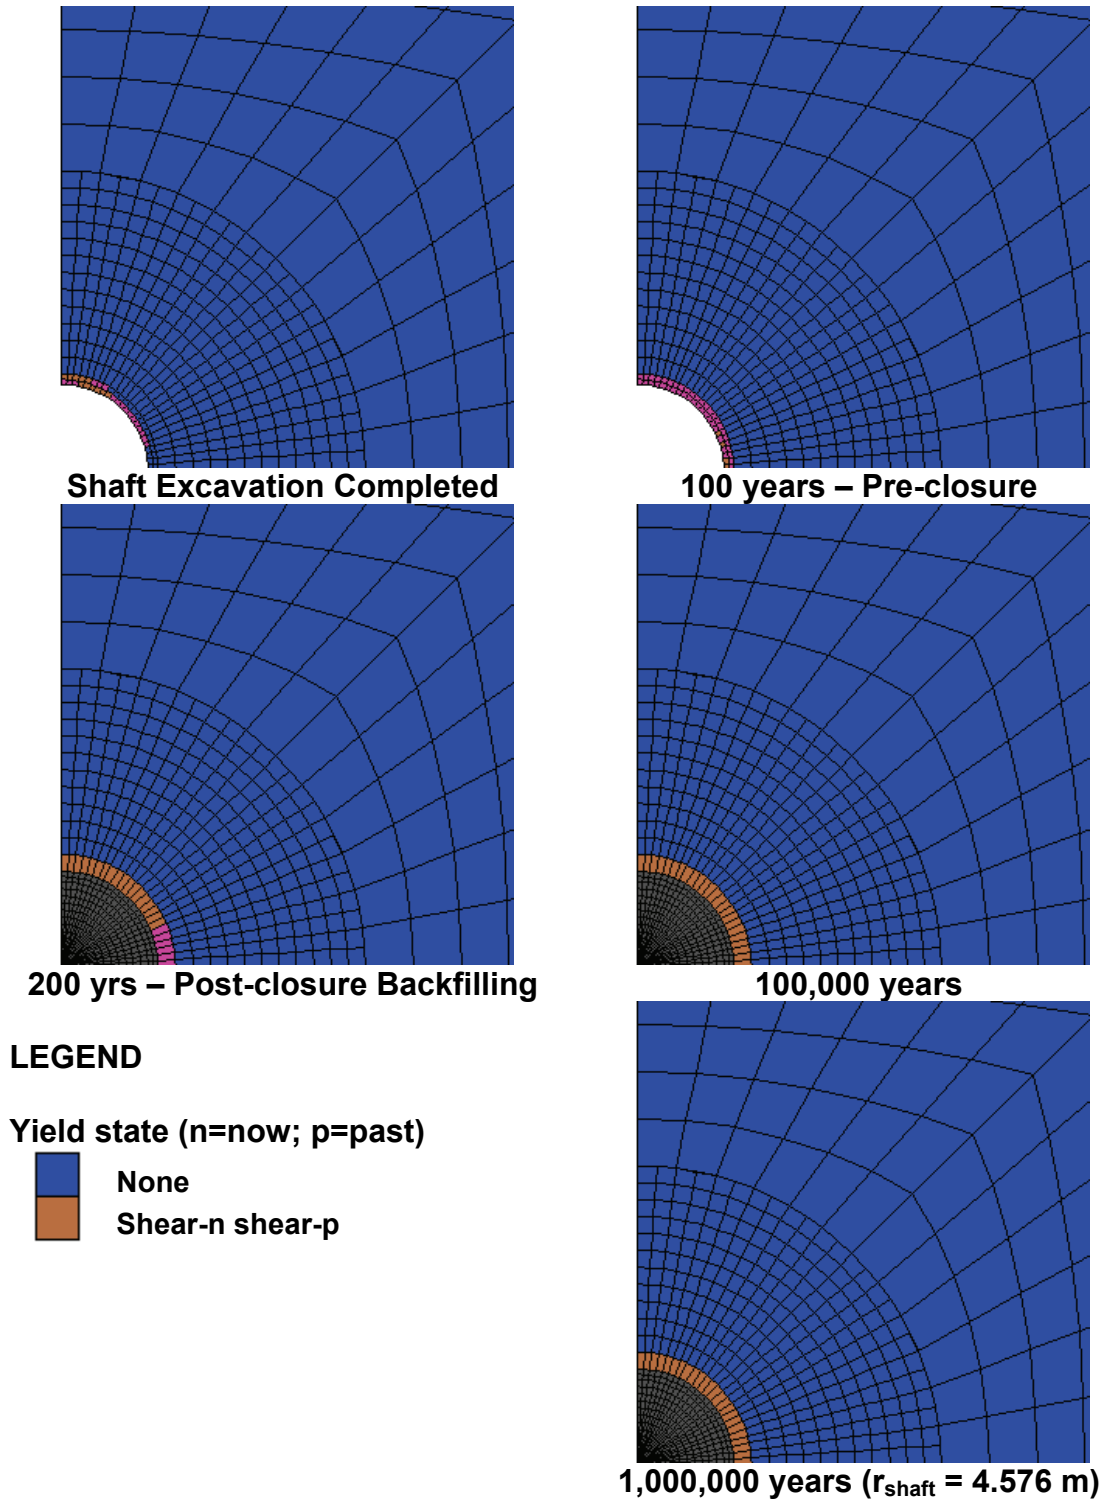 Shaft Excavation Completed
100 years – Pre-closure
200 yrs – Post-closure Backfilling
100,000 years
LEGEND
Yield state (n=now; p=past)
None
Shear-n shear-p
1,000,000 years (rshaft = 4.576 m)